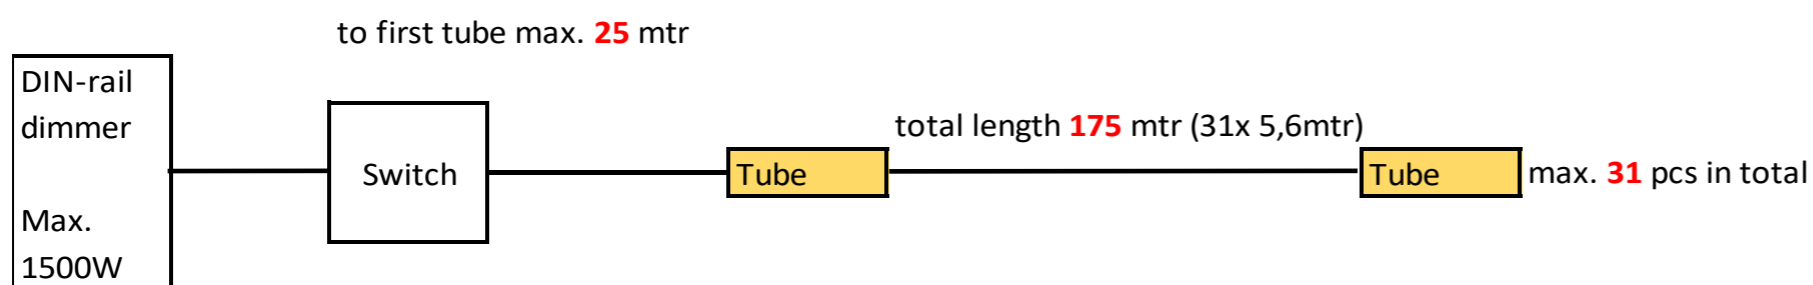 to first tube max. 25 mtr
DIN-rail
dimmer
Max.
1500W
Switch
total length 175 mtr (31x 5,6mtr)
Tube
Tube
max. 31 pcs in total